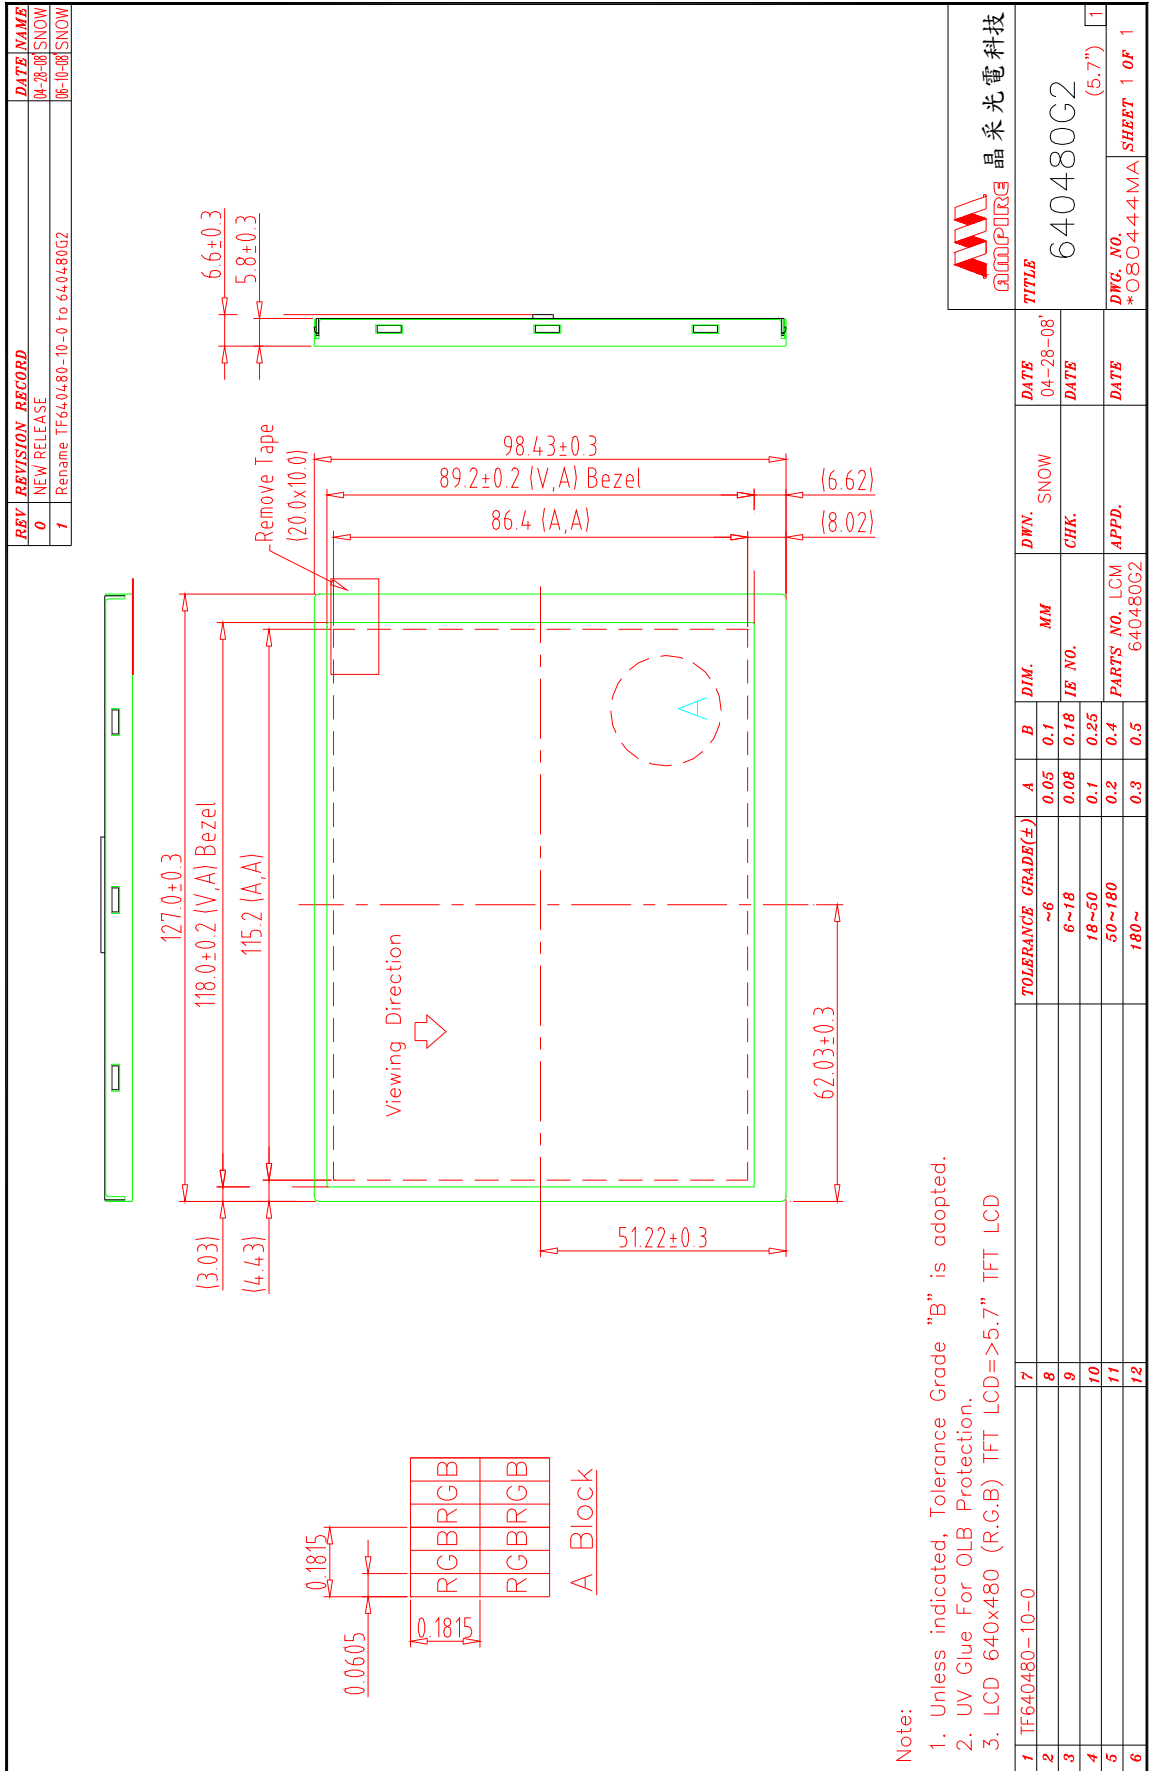 REV REVISION RECORD DATE NAME
0 NEW RELEASE 04-28-08' SNOW
1 Rename TF640480-10-0 to 640480G2 06-10-08' SNOW
6.6±0.3
5.8±0.3
Remove Tape
(20.0x10.0)
127.0±0.3
118.0±0.2 (V,A) Bezel
115.2 (A,A)
(3.03)
(4.43)
98.43±0.3
89.2±0.2 (V,A) Bezel
86.4 (A,A)
(6.62)
(8.02)
Viewing Direction
A
62.03±0.3
51.22±0.3
0.1815
0.0605
0.1815
R G B R G B
R G B R G B
A Block
Note:
1. Unless indicated, Tolerance Grade "B" is adopted.
2. UV Glue For OLB Protection.
3. LCD 640x480 (R.G.B) TFT LCD=>5.7" TFT LCD
AMPIRE 晶采光電科技
1 TF640480-10-0 7
2 8
3 9
4 10
5 11
6 12
TOLERANCE GRADE(±) A B
~6 0.05 0.1
6~18 0.08 0.18
18~50 0.1 0.25
50~180 0.2 0.4
180~ 0.3 0.5
DIM. MM
IE NO.
PARTS NO. LCM
640480G2
DWN. SNOW
CHK.
APPD.
DATE 04-28-08'
DATE
DATE
TITLE
640480G2
(5.7")
1
DWG. NO.
*080444MA
SHEET 1 OF 1